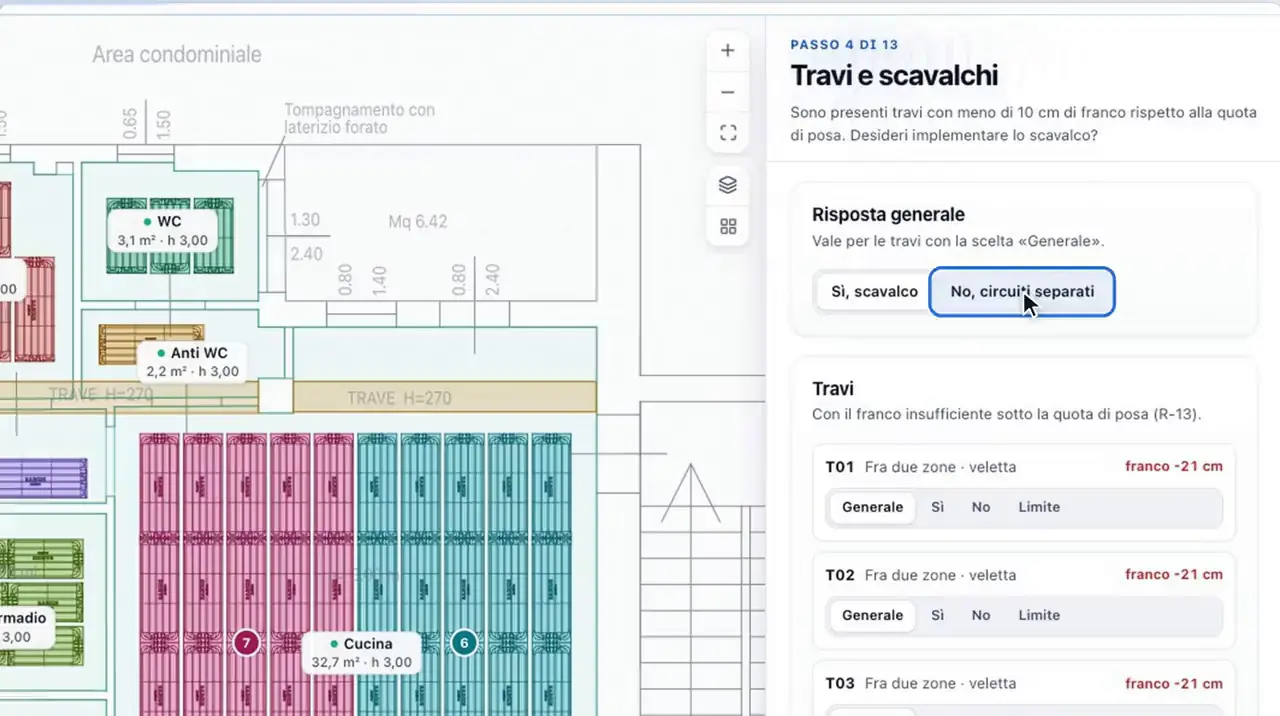 Area condominiale
Tompagnamento con
laterizio forato
0.65
1.50
WC
3,1 m² · h 3,00
1.30
2.40
Mq 6.42
0.80
1.40
0.80
2.40
00
Anti WC
2,2 m² · h 3,00
TRAVE H=270
TRAVE H=270
rmadio
3,00
7
Cucina
32,7 m² · h 3,00
6
PASSO 4 DI 13
Travi e scavalchi
Sono presenti travi con meno di 10 cm di franco rispetto alla quota
di posa. Desideri implementare lo scavalco?
Risposta generale
Vale per le travi con la scelta «Generale».
Sì, scavalco
No, circuiti separati
Travi
Con il franco insufficiente sotto la quota di posa (R-13).
T01 Fra due zone · veletta franco -21 cm
Generale Sì No Limite
T02 Fra due zone · veletta franco -21 cm
Generale Sì No Limite
T03 Fra due zone · veletta franco -21 cm